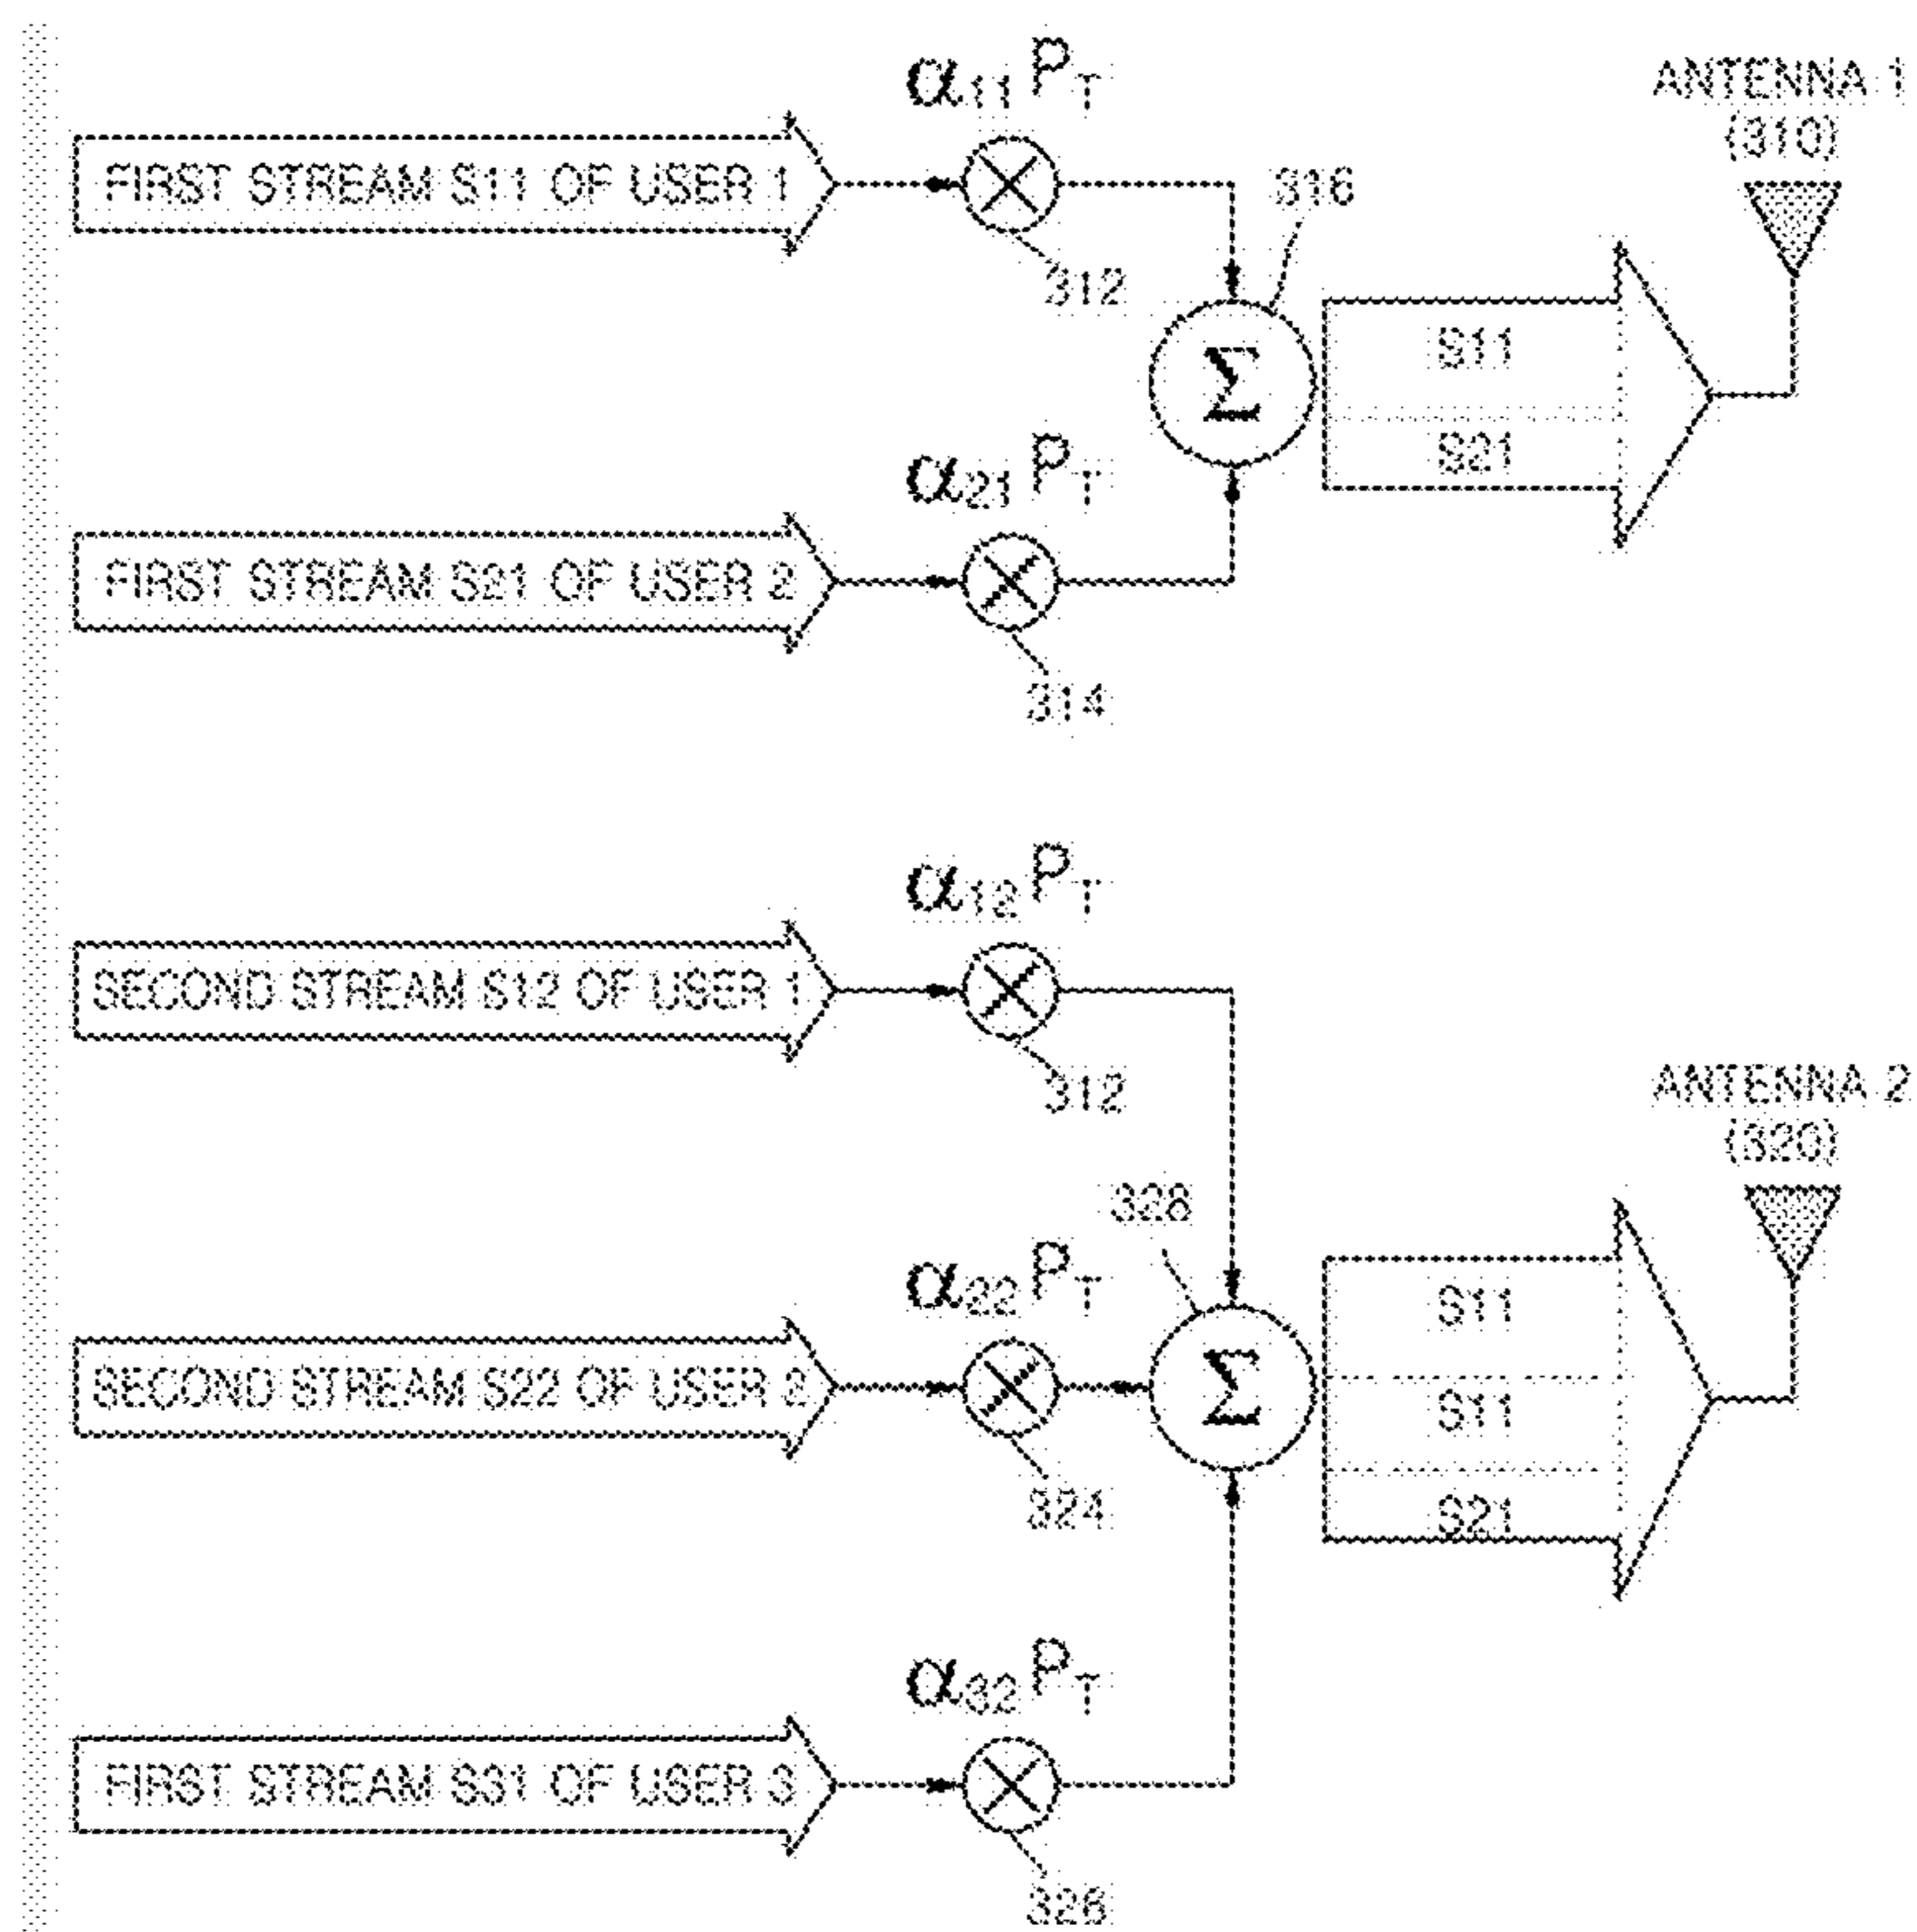 α11 PT
ANTENNA 1
(310)
FIRST STREAM S11 OF USER 1
316
312
S11
Σ
S21
α21 PT
FIRST STREAM S21 OF USER 2
314
α12 PT
SECOND STREAM S12 OF USER 1
312
ANTENNA 2
(320)
328
α22 PT
S11
SECOND STREAM S22 OF USER 2
Σ
S11
324
S21
α32 PT
FIRST STREAM S31 OF USER 3
326